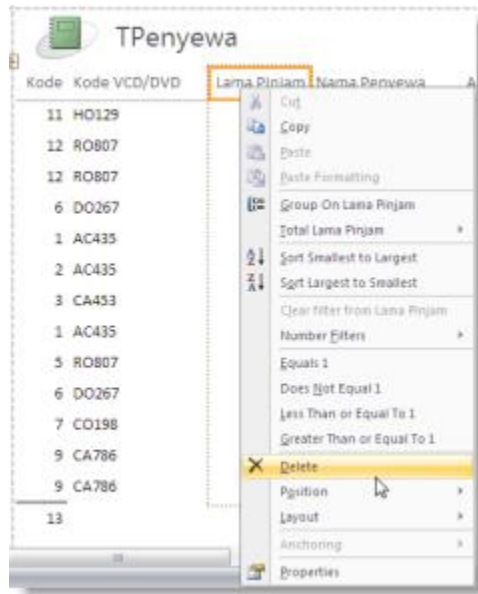 TPenyewa
Kode Kode VCD/DVD Lama Pinjam Nama Penyewa A
11 HO129
12 RO807
12 RO807
6 DO267
1 AC435
2 AC435
3 CA453
1 AC435
5 RO807
6 DO267
7 CO198
9 CA786
9 CA786
13
Cut
Copy
Paste
Paste Formatting
Group On Lama Pinjam
Total Lama Pinjam
Sort Smallest to Largest
Sort Largest to Smallest
Clear filter from Lama Pinjam
Number Filters
Equals 1
Does Not Equal 1
Less Than or Equal To 1
Greater Than or Equal To 1
Delete
Position
Layout
Anchoring
Properties